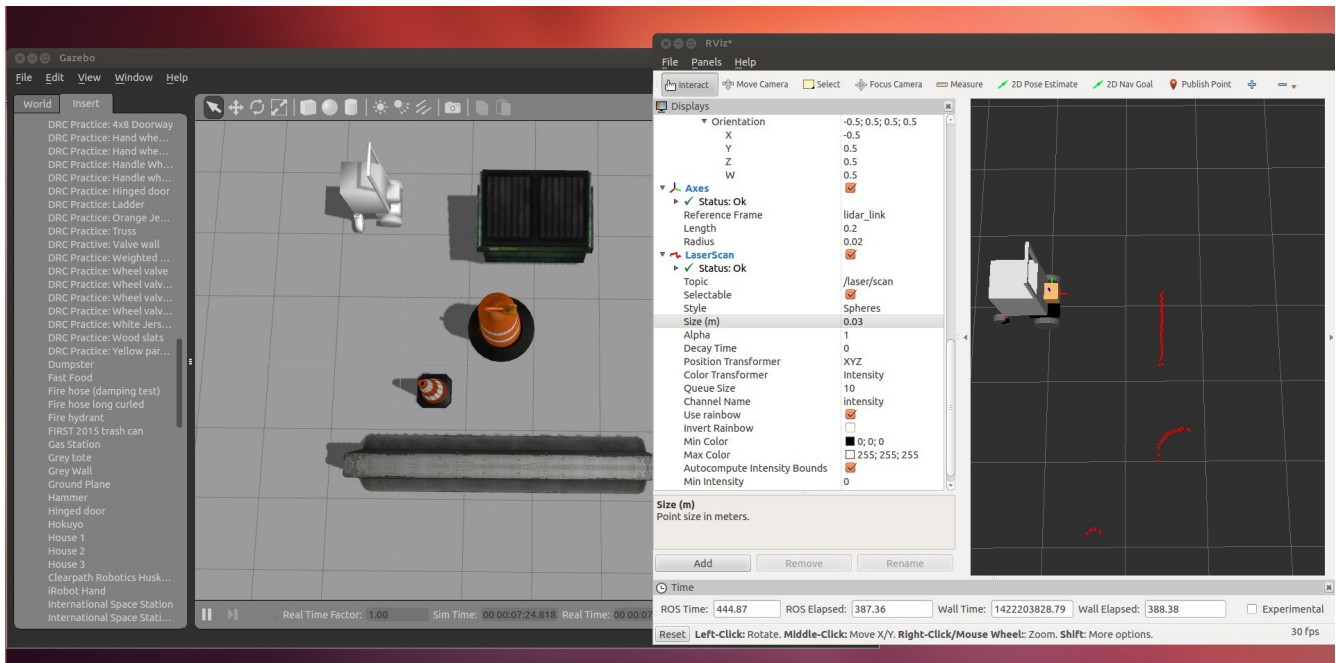 Gazebo
File Edit View Window Help
World Insert
DRC Practice: 4x8 Doorway
DRC Practice: Hand whe...
DRC Practice: Hand whe...
DRC Practice: Handle Wh...
DRC Practice: Handle wh...
DRC Practice: Hinged door
DRC Practice: Ladder
DRC Practice: Orange Je...
DRC Practice: Truss
DRC Practive: Valve wall
DRC Practice: Weighted ...
DRC Practice: Wheel valve
DRC Practice: Wheel valv...
DRC Practice: Wheel valv...
DRC Practice: Wheel valv...
DRC Practice: White Jers...
DRC Practice: Wood slats
DRC Practice: Yellow par...
Dumpster
Fast Food
Fire hose (damping test)
Fire hose long curled
Fire hydrant
FIRST 2015 trash can
Gas Station
Grey tote
Grey Wall
Ground Plane
Hammer
Hinged door
Hokuyo
House 1
House 2
House 3
Clearpath Robotics Husk...
iRobot Hand
International Space Station
International Space Stati...
Real Time Factor: 1.00 Sim Time: 00 00:07:24.818 Real Time: 00 00:07
RViz*
File Panels Help
Interact Move Camera Select Focus Camera Measure 2D Pose Estimate 2D Nav Goal Publish Point
Displays
Orientation -0.5; 0.5; 0.5; 0.5
X -0.5
Y 0.5
Z 0.5
W 0.5
Axes
Status: Ok
Reference Frame lidar_link
Length 0.2
Radius 0.02
LaserScan
Status: Ok
Topic /laser/scan
Selectable
Style Spheres
Size (m) 0.03
Alpha 1
Decay Time 0
Position Transformer XYZ
Color Transformer Intensity
Queue Size 10
Channel Name intensity
Use rainbow
Invert Rainbow
Min Color 0; 0; 0
Max Color 255; 255; 255
Autocompute Intensity Bounds
Min Intensity 0
Size (m)
Point size in meters.
Add Remove Rename
Time
ROS Time: 444.87 ROS Elapsed: 387.36 Wall Time: 1422203828.79 Wall Elapsed: 388.38 Experimental
Reset Left-Click: Rotate. Middle-Click: Move X/Y. Right-Click/Mouse Wheel:: Zoom. Shift: More options. 30 fps